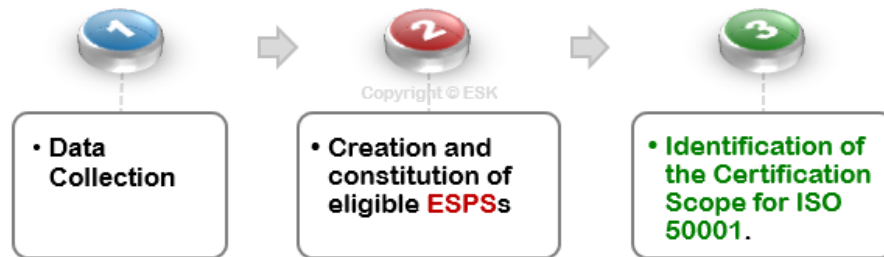 1
2
3
Copyright © ESK
• Data
Collection
• Creation and
constitution of
eligible ESPSs
• Identification of
the Certification
Scope for ISO
50001.